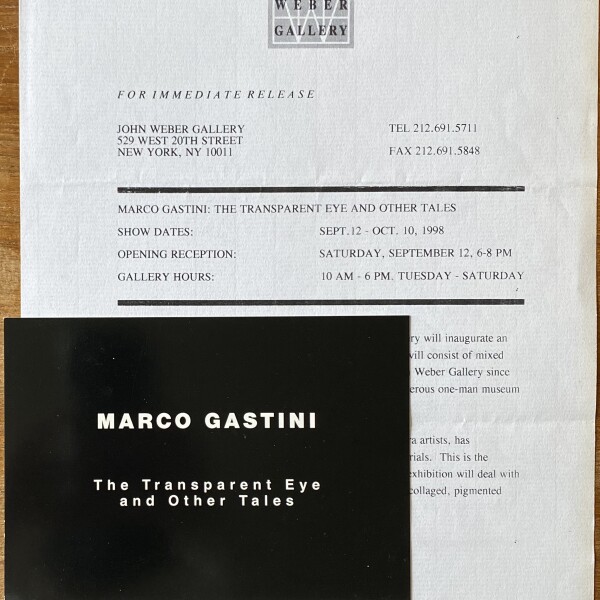 WEBER
GALLERY
FOR IMMEDIATE RELEASE
JOHN WEBER GALLERY
529 WEST 20TH STREET
NEW YORK, NY 10011
TEL 212.691.5711
FAX 212.691.5848
MARCO GASTINI: THE TRANSPARENT EYE AND OTHER TALES
SHOW DATES: SEPT.12 - OCT. 10, 1998
OPENING RECEPTION: SATURDAY, SEPTEMBER 12, 6-8 PM
GALLERY HOURS: 10 AM - 6 PM, TUESDAY - SATURDAY
ry will inaugurate an
will consist of mixed
Weber Gallery since
erous one-man museum
ra artists, has
rials. This is the
exhibition will deal with
collaged, pigmented
MARCO GASTINI
The Transparent Eye
and Other Tales